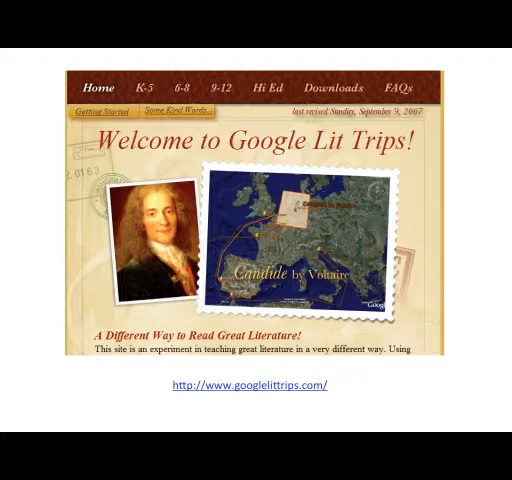 Home K-5 6-8 9-12 Hi Ed Downloads FAQs
Getting Started Some Kind Words... last revised Sunday, September 9, 2007
Welcome to Google Lit Trips!
Candide by Voltaire
A Different Way to Read Great Literature!
This site is an experiment in teaching great literature in a very different way. Using
http://www.googlelittrips.com/